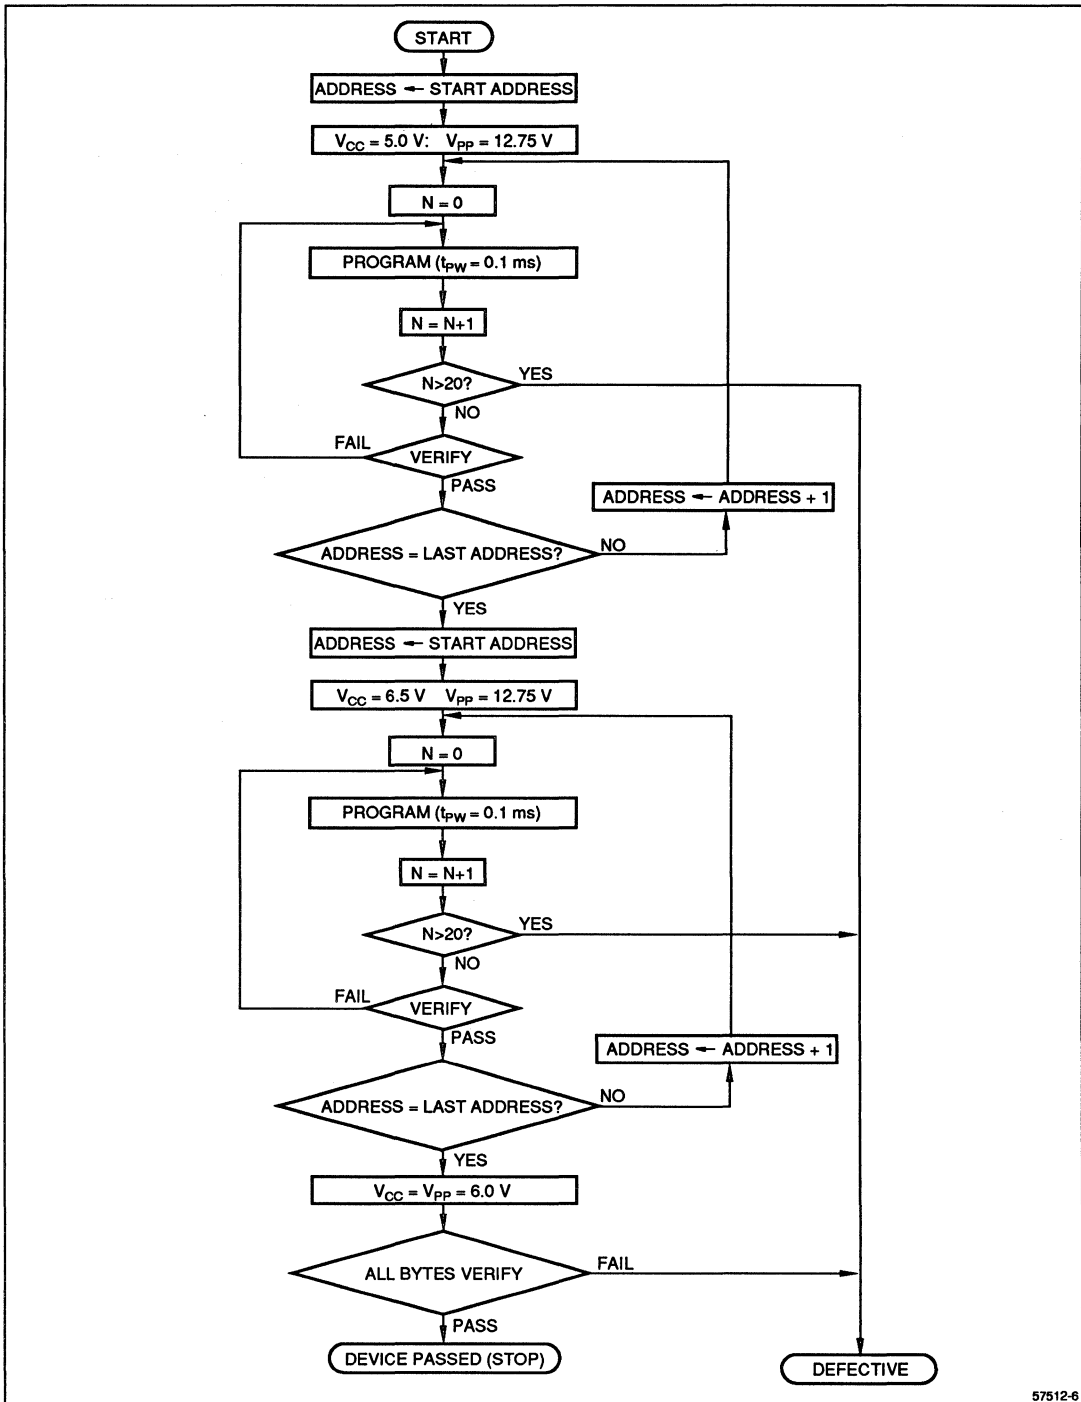 START
ADDRESS ← START ADDRESS
V_CC = 5.0 V: V_PP = 12.75 V
N = 0
PROGRAM (t_PW = 0.1 ms)
N = N+1
N>20?
YES
NO
FAIL
VERIFY
PASS
ADDRESS ← ADDRESS + 1
ADDRESS = LAST ADDRESS?
NO
YES
ADDRESS ← START ADDRESS
V_CC = 6.5 V V_PP = 12.75 V
N = 0
PROGRAM (t_PW = 0.1 ms)
N = N+1
N>20?
YES
NO
FAIL
VERIFY
PASS
ADDRESS ← ADDRESS + 1
ADDRESS = LAST ADDRESS?
NO
YES
V_CC = V_PP = 6.0 V
ALL BYTES VERIFY
FAIL
PASS
DEVICE PASSED (STOP)
DEFECTIVE
57512-6